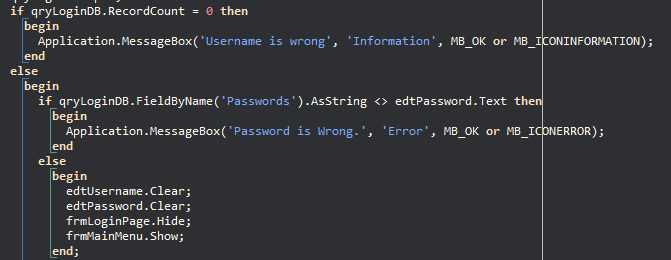 if qryLoginDB.RecordCount = 0 then
begin
Application.MessageBox('Username is wrong', 'Information', MB_OK or MB_ICONINFORMATION);
end
else
begin
if qryLoginDB.FieldByName('Passwords').AsString <> edtPassword.Text then
begin
Application.MessageBox('Password is Wrong.', 'Error', MB_OK or MB_ICONERROR);
end
else
begin
edtUsername.Clear;
edtPassword.Clear;
frmLoginPage.Hide;
frmMainMenu.Show;
end;